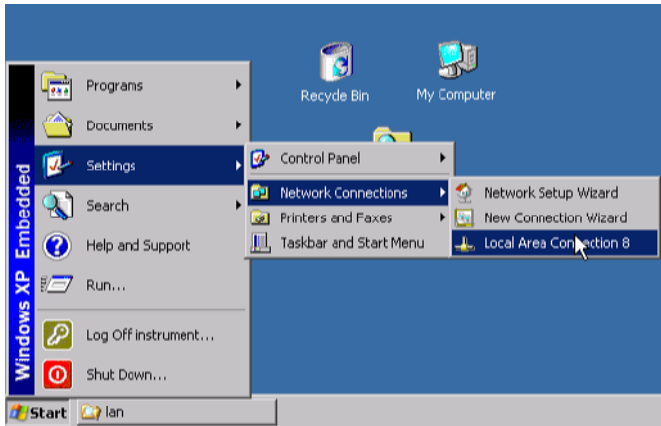 Recycle Bin
My Computer
Windows XP Embedded
Programs
Documents
Settings
Search
Help and Support
Run...
Log Off instrument...
Shut Down...
Control Panel
Network Connections
Printers and Faxes
Taskbar and Start Menu
Network Setup Wizard
New Connection Wizard
Local Area Connection 8
Start
lan